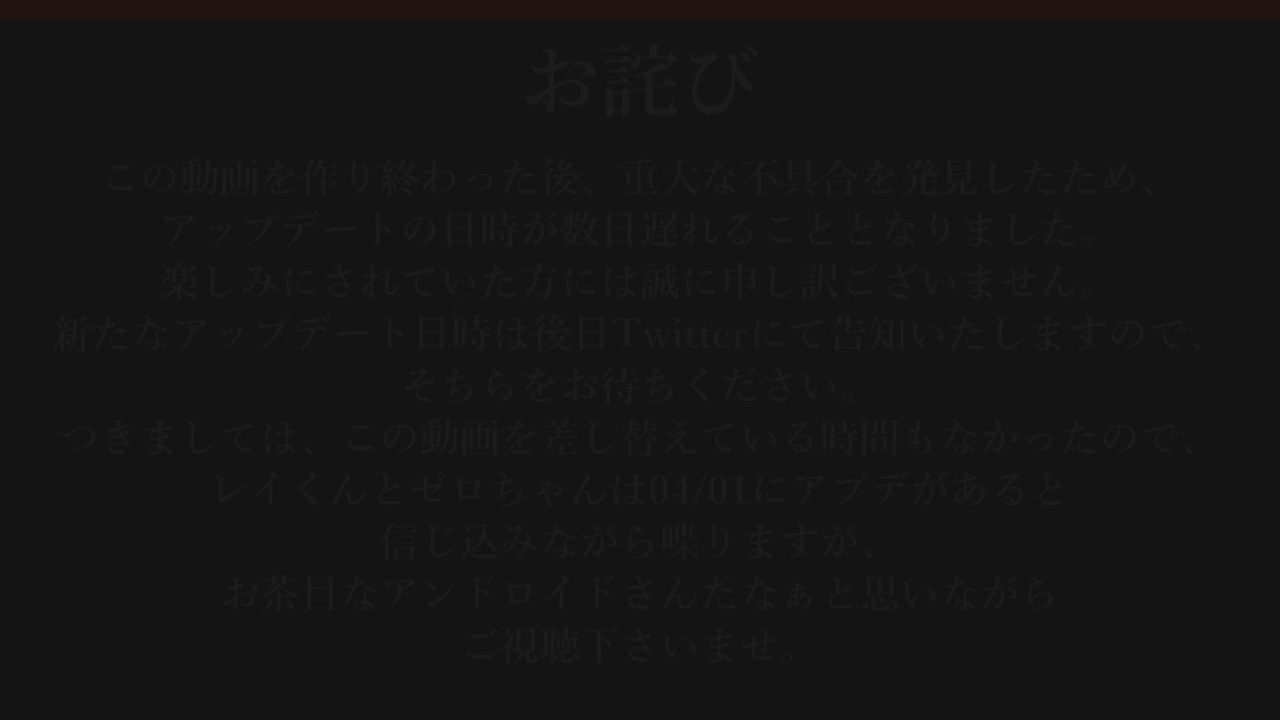 お詫び
この動画を作り終わった後、重大な不具合を発見したため、
アップデートの日時が数日遅れることとなりました。
楽しみにされていた方には誠に申し訳ございません。
新たなアップデート日時は後日Twitterにて告知いたしますので、
そちらをお待ちください。
つきましては、この動画を差し替えている時間もなかったので、
レイくんとゼロちゃんは04/01にアプデがあると
信じ込みながら喋りますが、
お茶目なアンドロイドさんだなぁと思いながら
ご視聴下さいませ。